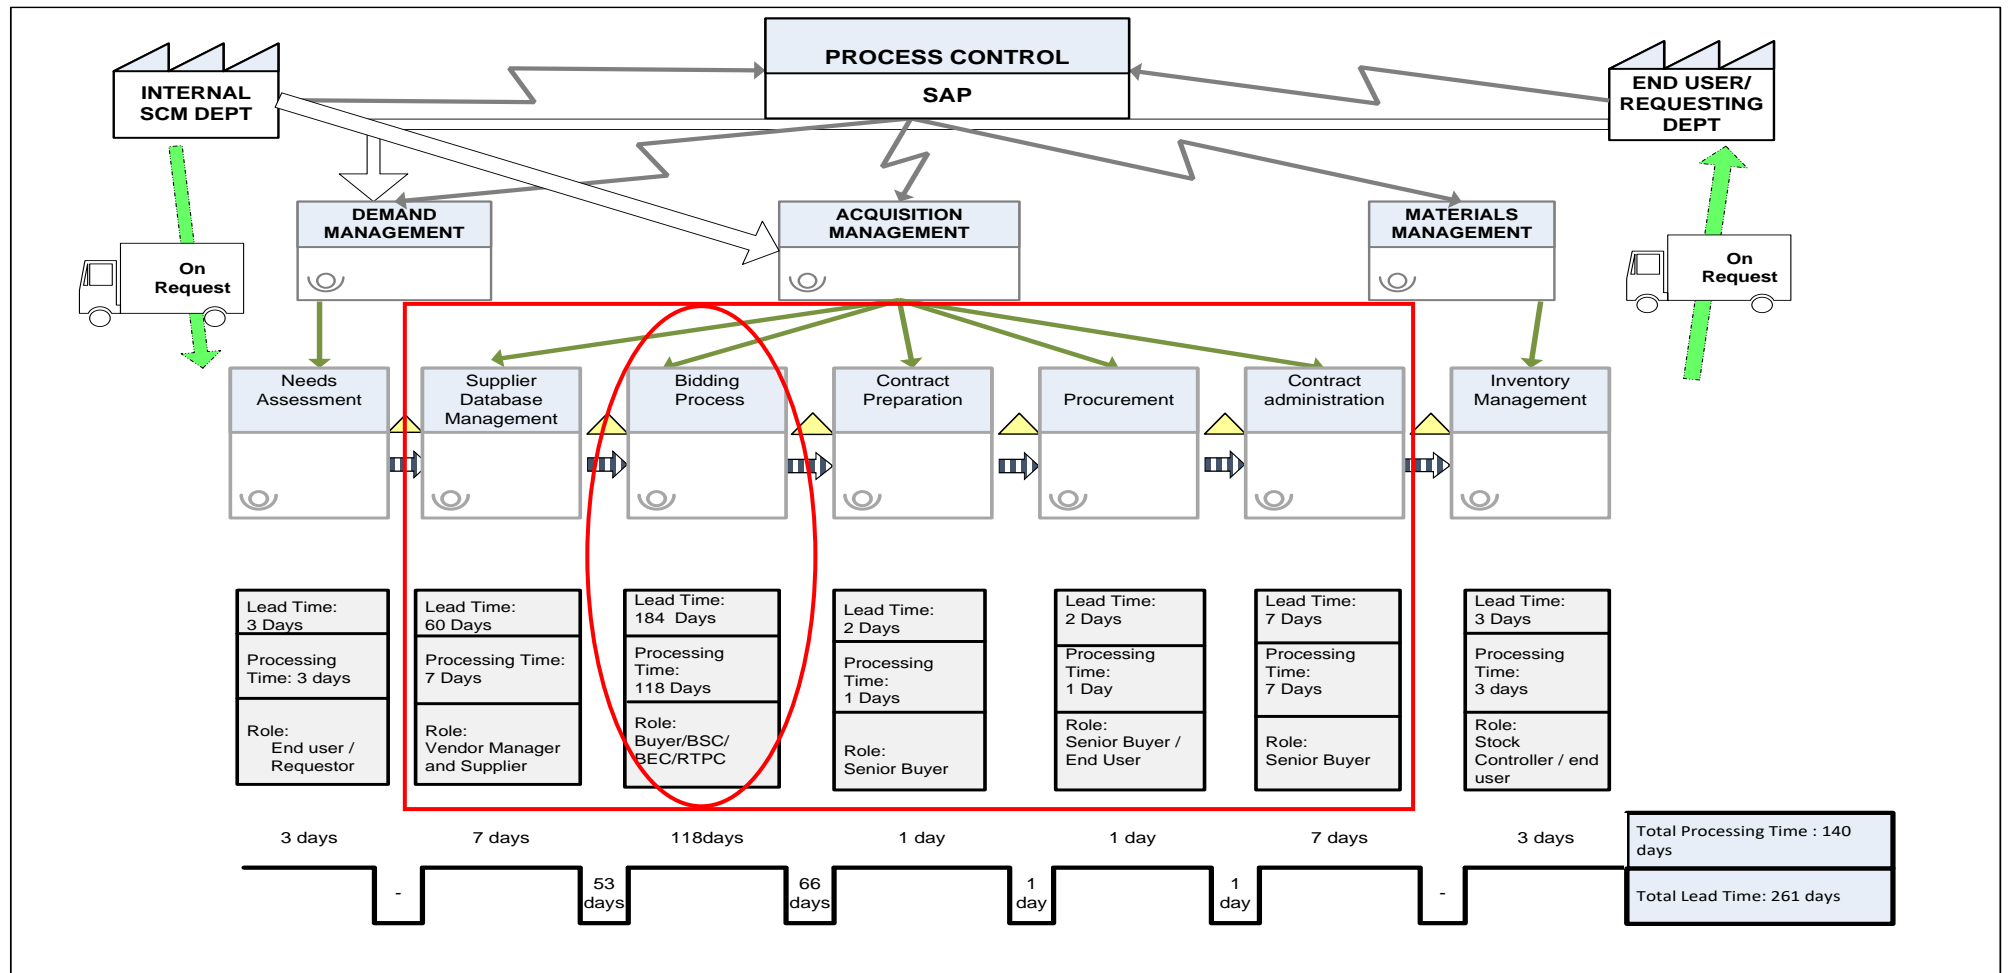 PROCESS CONTROL
SAP
INTERNAL
SCM DEPT
END USER/
REQUESTING
DEPT
On
Request
On
Request
DEMAND
MANAGEMENT
ACQUISITION
MANAGEMENT
MATERIALS
MANAGEMENT
Needs
Assessment
Supplier
Database
Management
Bidding
Process
Contract
Preparation
Procurement
Contract
administration
Inventory
Management
Lead Time:
3 Days
Processing
Time: 3 days
Role:
End user /
Requestor
Lead Time:
60 Days
Processing Time:
7 Days
Role:
Vendor Manager
and Supplier
Lead Time:
184 Days
Processing
Time:
118 Days
Role:
Buyer/BSC/
BEC/RTPC
Lead Time:
2 Days
Processing
Time:
1 Days
Role:
Senior Buyer
Lead Time:
2 Days
Processing
Time:
1 Day
Role:
Senior Buyer /
End User
Lead Time:
7 Days
Processing
Time:
7 Days
Role:
Senior Buyer
Lead Time:
3 Days
Processing
Time:
3 days
Role:
Stock
Controller / end
user
3 days
7 days
118days
1 day
1 day
7 days
3 days
-
53
days
66
days
1
day
1
day
-
Total Processing Time : 140
days
Total Lead Time: 261 days